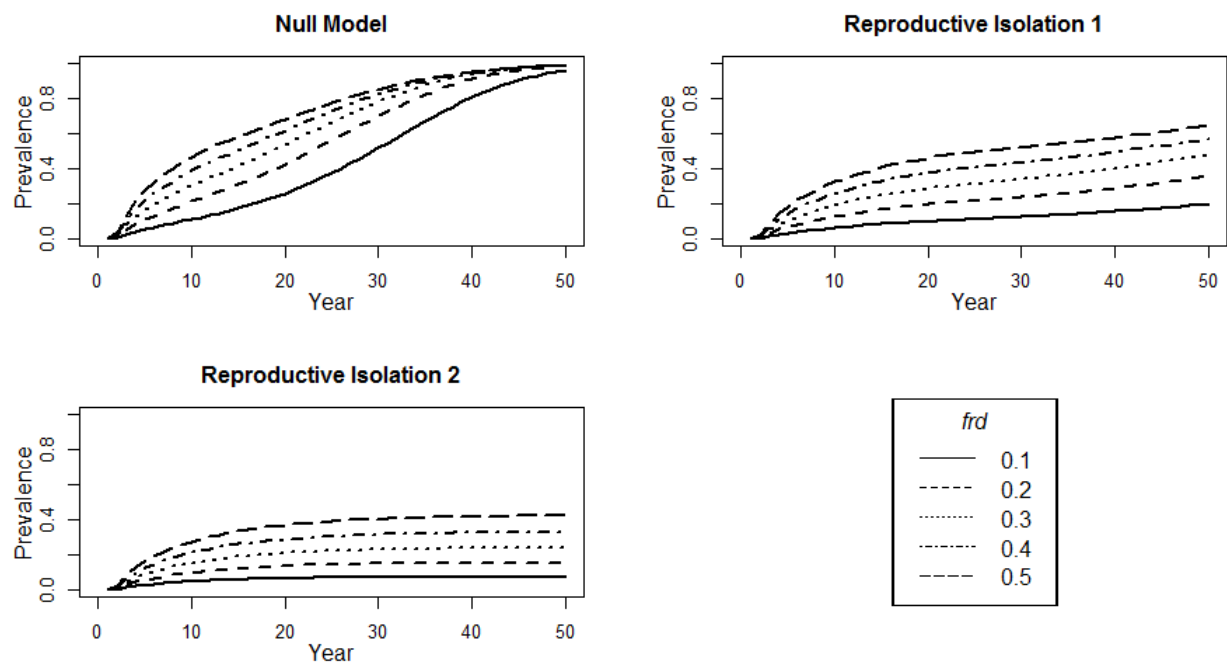 Null Model
Prevalence
0.0 0.4 0.8
0 10 20 30 40 50
Year
Reproductive Isolation 1
Prevalence
0.0 0.4 0.8
0 10 20 30 40 50
Year
Reproductive Isolation 2
Prevalence
0.0 0.4 0.8
0 10 20 30 40 50
Year
frd
0.1
0.2
0.3
0.4
0.5